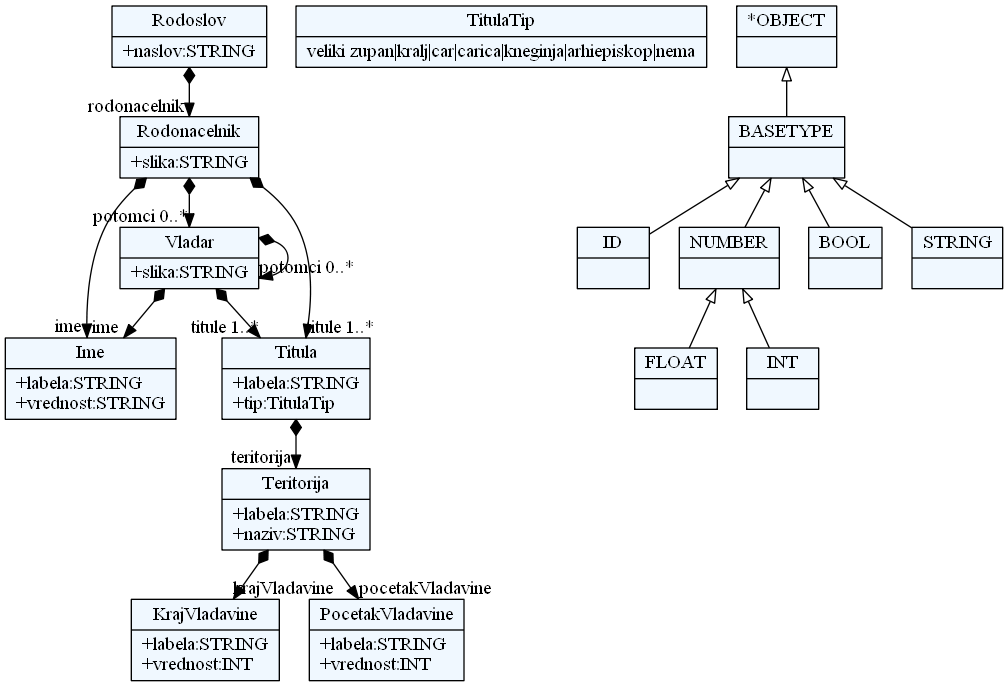 Rodoslov
+naslov:STRING
TitulaTip
veliki zupan|kralj|car|carica|kneginja|arhiepiskop|nema
*OBJECT
rodonacelnik
Rodonacelnik
+slika:STRING
BASETYPE
potomci 0..*
Vladar
+slika:STRING
potomci 0..*
ID
NUMBER
BOOL
STRING
ime
ime
titule 1..*
titule 1..*
Ime
+labela:STRING
+vrednost:STRING
Titula
+labela:STRING
+tip:TitulaTip
FLOAT
INT
teritorija
Teritorija
+labela:STRING
+naziv:STRING
krajVladavine
pocetakVladavine
KrajVladavine
+labela:STRING
+vrednost:INT
PocetakVladavine
+labela:STRING
+vrednost:INT